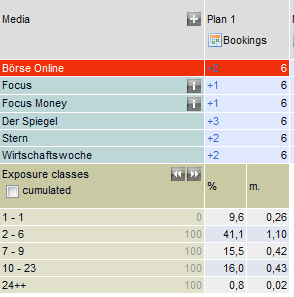 Media Plan 1
Bookings
Börse Online +2 6
Focus +1 6
Focus Money +1 6
Der Spiegel +3 6
Stern +2 6
Wirtschaftswoche +2 6
Exposure classes % m.
cumulated
1 - 1 0 9,6 0,26
2 - 6 100 41,1 1,10
7 - 9 100 15,5 0,42
10 - 23 100 16,0 0,43
24++ 100 0,8 0,02